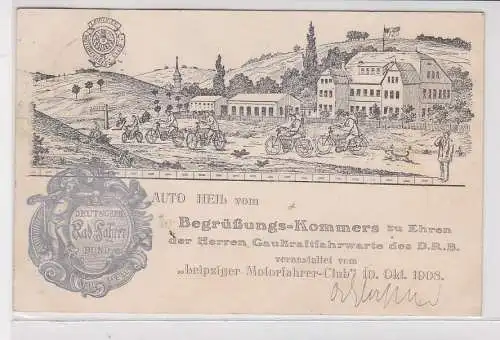 DEUTSCHER
Rad-Fahrer
BUND
AUTO HEIL vom
Begrüßungs-Kommers zu Ehren
der Herren Gaukraftfahrwarte des D.R.B.
veranstaltet vom
„Leipziger Motorfahrer-Club", 10. Okt. 1908.